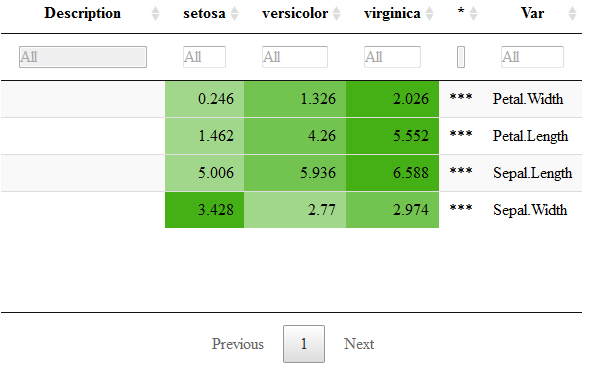 Description setosa versicolor virginica * Var
All All All All All
0.246 1.326 2.026 *** Petal.Width
1.462 4.26 5.552 *** Petal.Length
5.006 5.936 6.588 *** Sepal.Length
3.428 2.77 2.974 *** Sepal.Width
Previous 1 Next